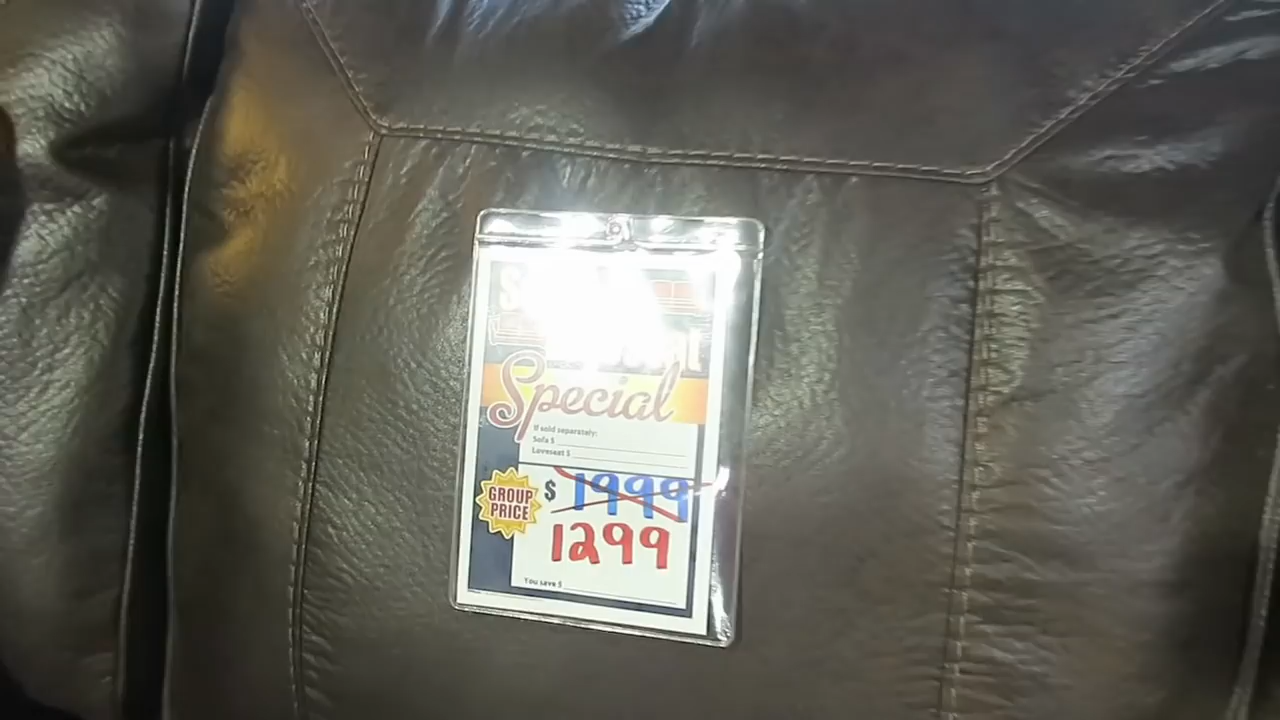 Special
If sold separately:
Sofa $
Loveseat $
GROUP
PRICE
$ 1999
1299
You save $